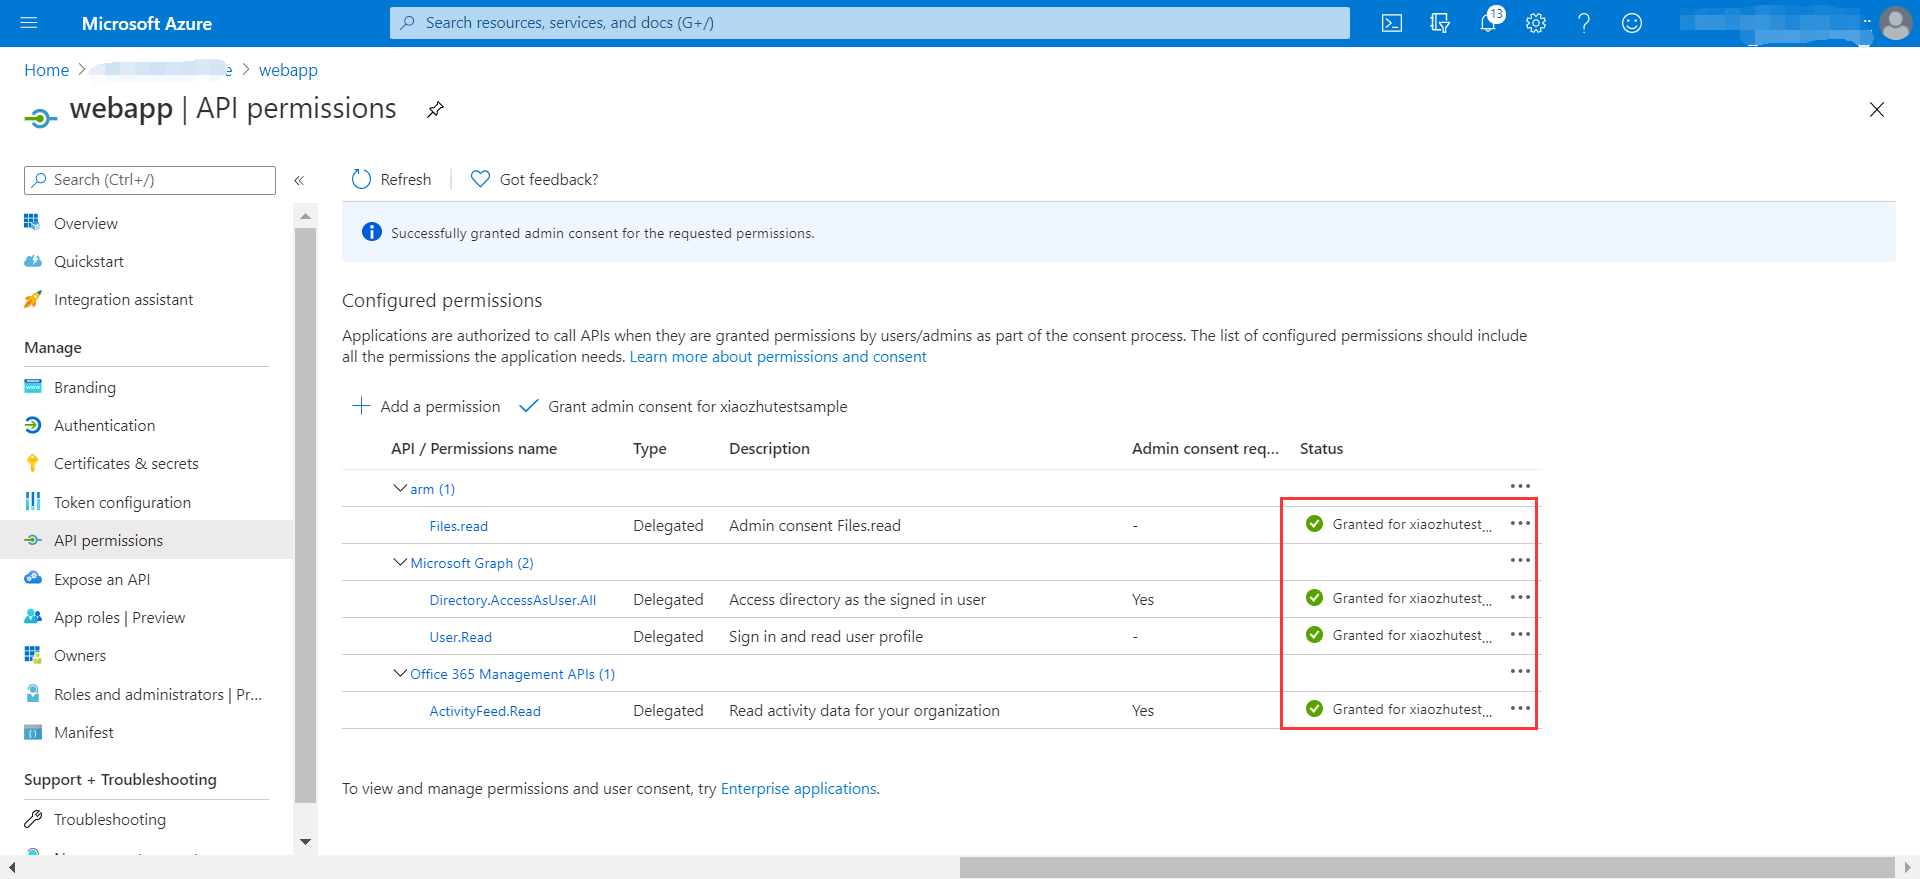 Microsoft Azure
Search resources, services, and docs (G+/)
13
Home > e > webapp
webapp | API permissions
Search (Ctrl+/)
«
Refresh
Got feedback?
Overview
Quickstart
Integration assistant
Manage
Branding
Authentication
Certificates & secrets
Token configuration
API permissions
Expose an API
App roles | Preview
Owners
Roles and administrators | Pr...
Manifest
Support + Troubleshooting
Troubleshooting
Successfully granted admin consent for the requested permissions.
Configured permissions
Applications are authorized to call APIs when they are granted permissions by users/admins as part of the consent process. The list of configured permissions should include
all the permissions the application needs. Learn more about permissions and consent
Add a permission
Grant admin consent for xiaozhutestsample
API / Permissions name Type Description Admin consent req... Status
arm (1)
Files.read Delegated Admin consent Files.read - Granted for xiaozhutest...
Microsoft Graph (2)
Directory.AccessAsUser.All Delegated Access directory as the signed in user Yes Granted for xiaozhutest...
User.Read Delegated Sign in and read user profile - Granted for xiaozhutest...
Office 365 Management APIs (1)
ActivityFeed.Read Delegated Read activity data for your organization Yes Granted for xiaozhutest...
To view and manage permissions and user consent, try Enterprise applications.